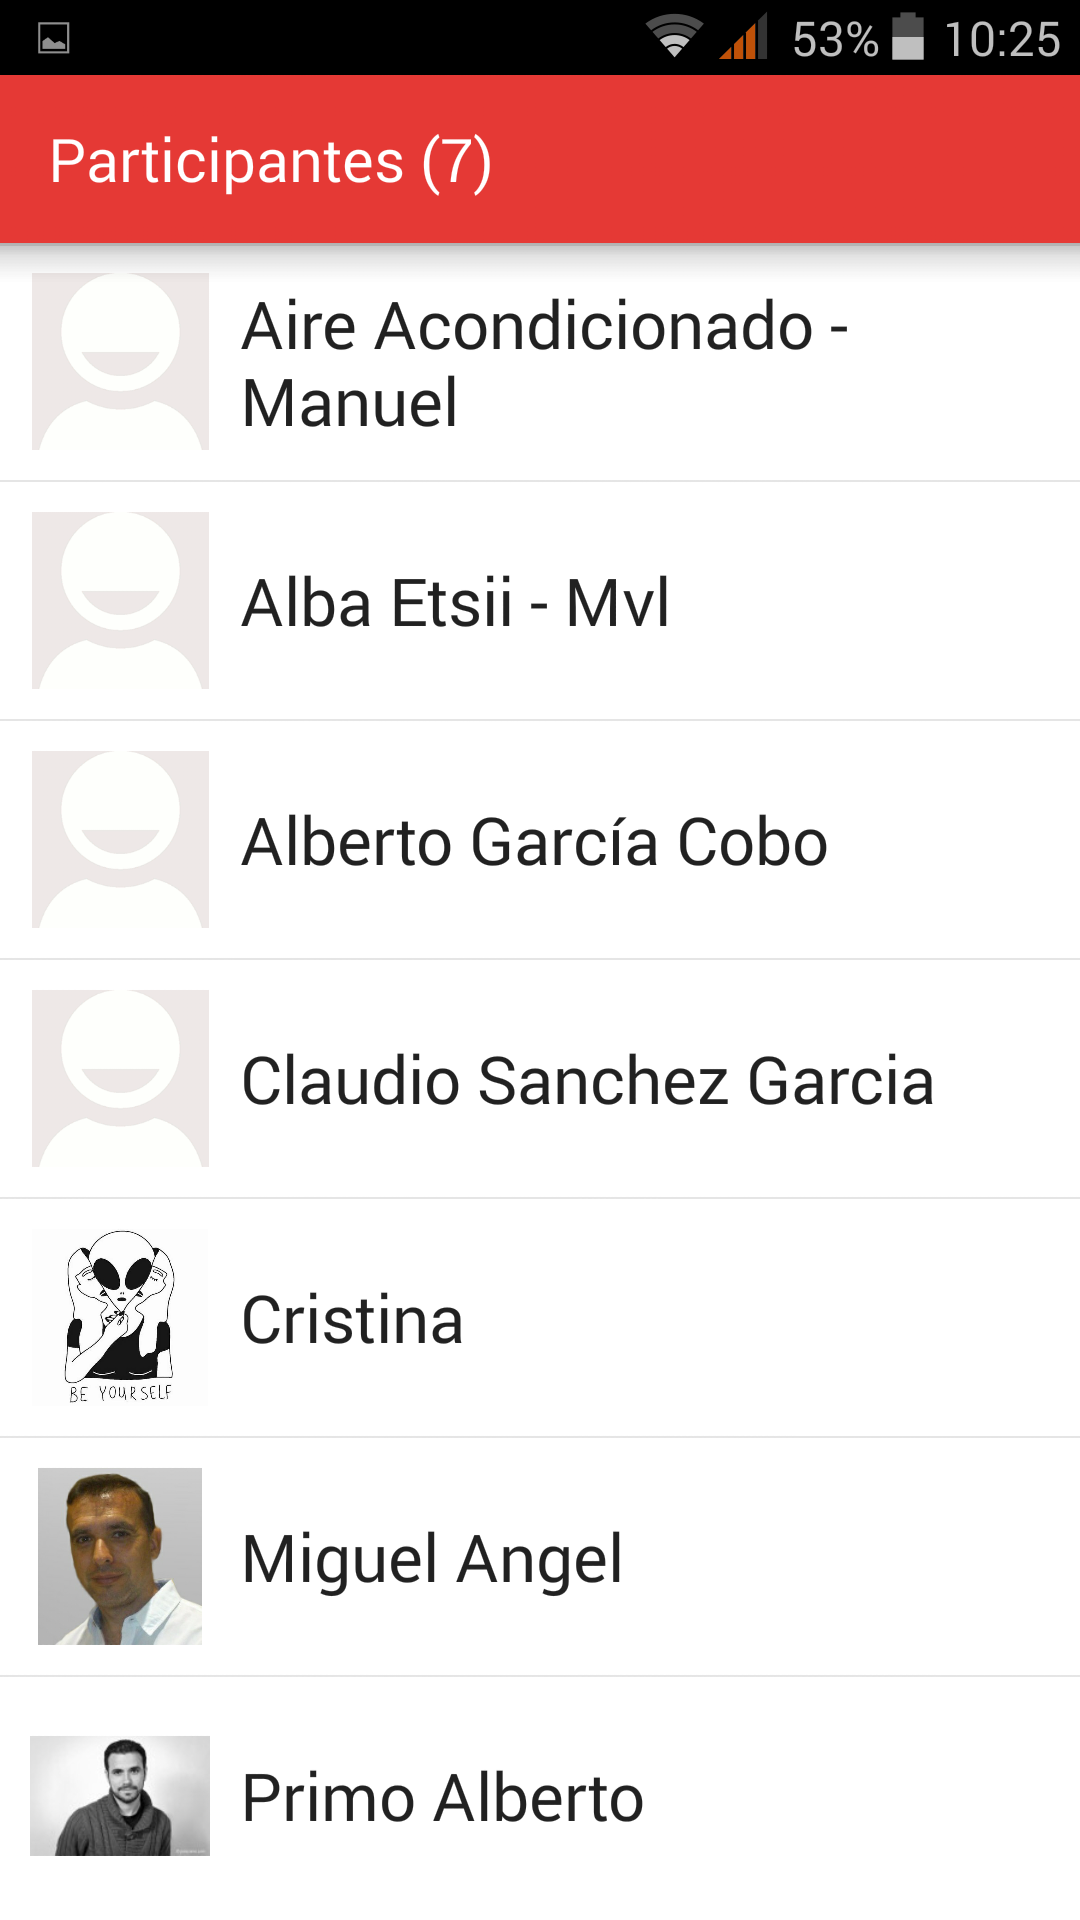 53% 10:25
Participantes (7)
Aire Acondicionado -
Manuel
Alba Etsii - Mvl
Alberto García Cobo
Claudio Sanchez Garcia
BE YOURSELF
Cristina
Miguel Angel
Primo Alberto